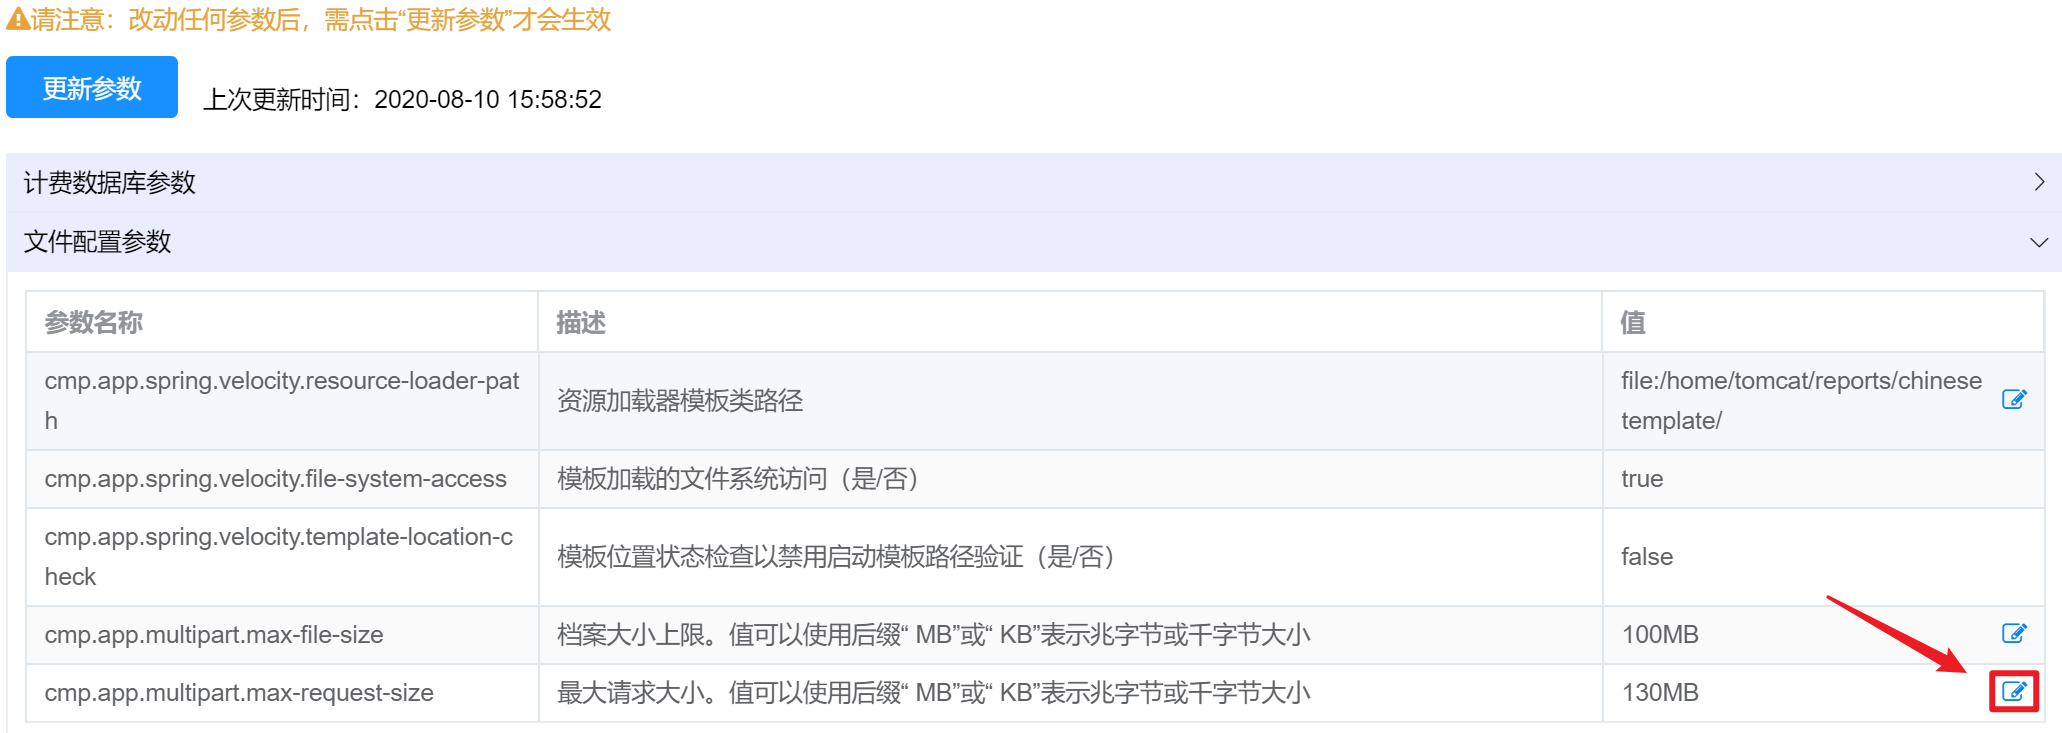 请注意：改动任何参数后，需点击“更新参数”才会生效
更新参数
上次更新时间：2020-08-10 15:58:52
计费数据库参数
文件配置参数
参数名称 描述 值
cmp.app.spring.velocity.resource-loader-pat
h
资源加载器模板类路径
file:/home/tomcat/reports/chinese
template/
cmp.app.spring.velocity.file-system-access 模板加载的文件系统访问（是/否） true
cmp.app.spring.velocity.template-location-c
heck
模板位置状态检查以禁用启动模板路径验证（是/否）
false
cmp.app.multipart.max-file-size 档案大小上限。值可以使用后缀“ MB”或“ KB”表示兆字节或千字节大小 100MB
cmp.app.multipart.max-request-size 最大请求大小。值可以使用后缀“ MB”或“ KB”表示兆字节或千字节大小 130MB